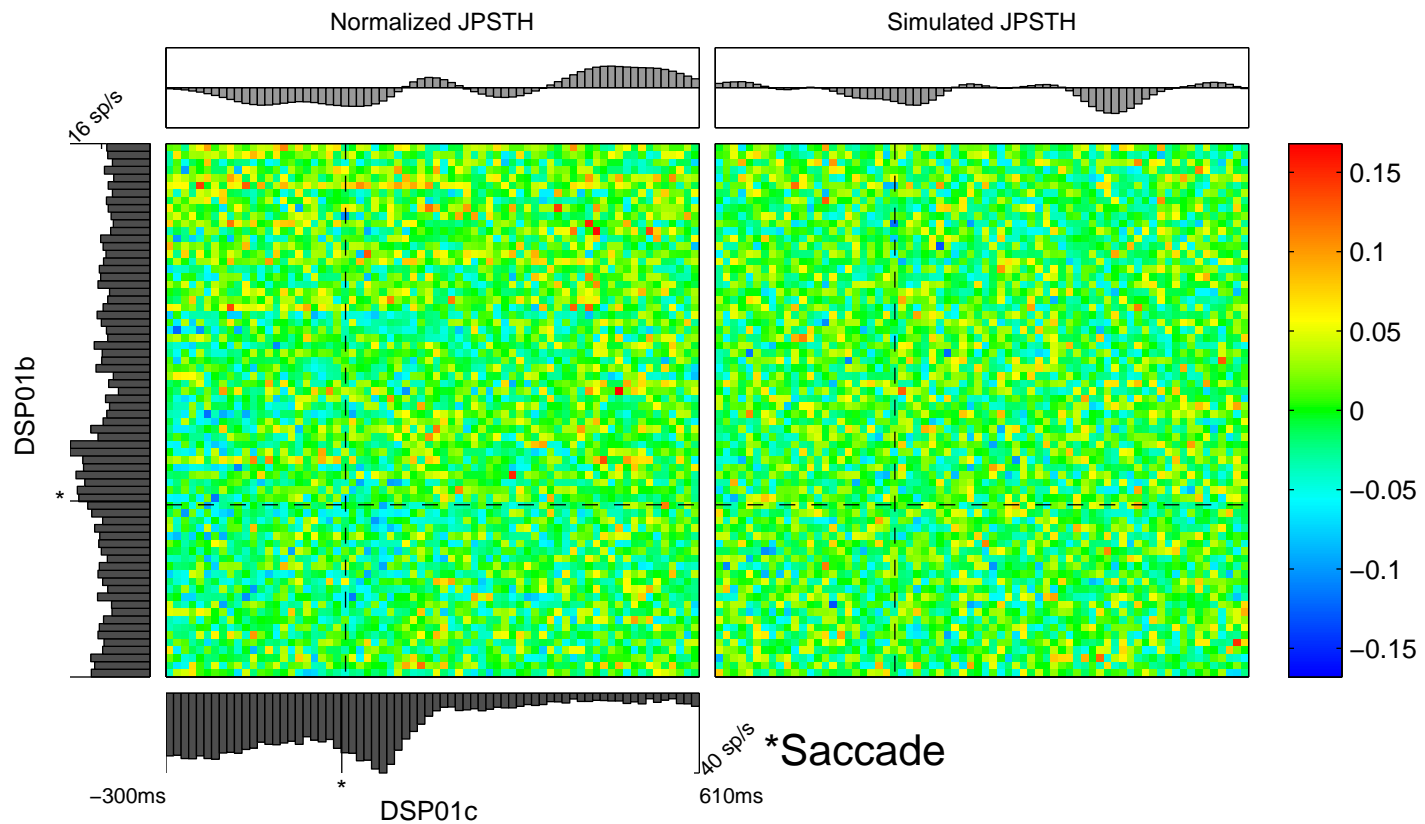 Normalized JPSTH
Simulated JPSTH
16 sp/s
DSP01b
*
0.15
0.1
0.05
0
−0.05
−0.1
−0.15
40 sp/s
*Saccade
*
−300ms
610ms
DSP01c